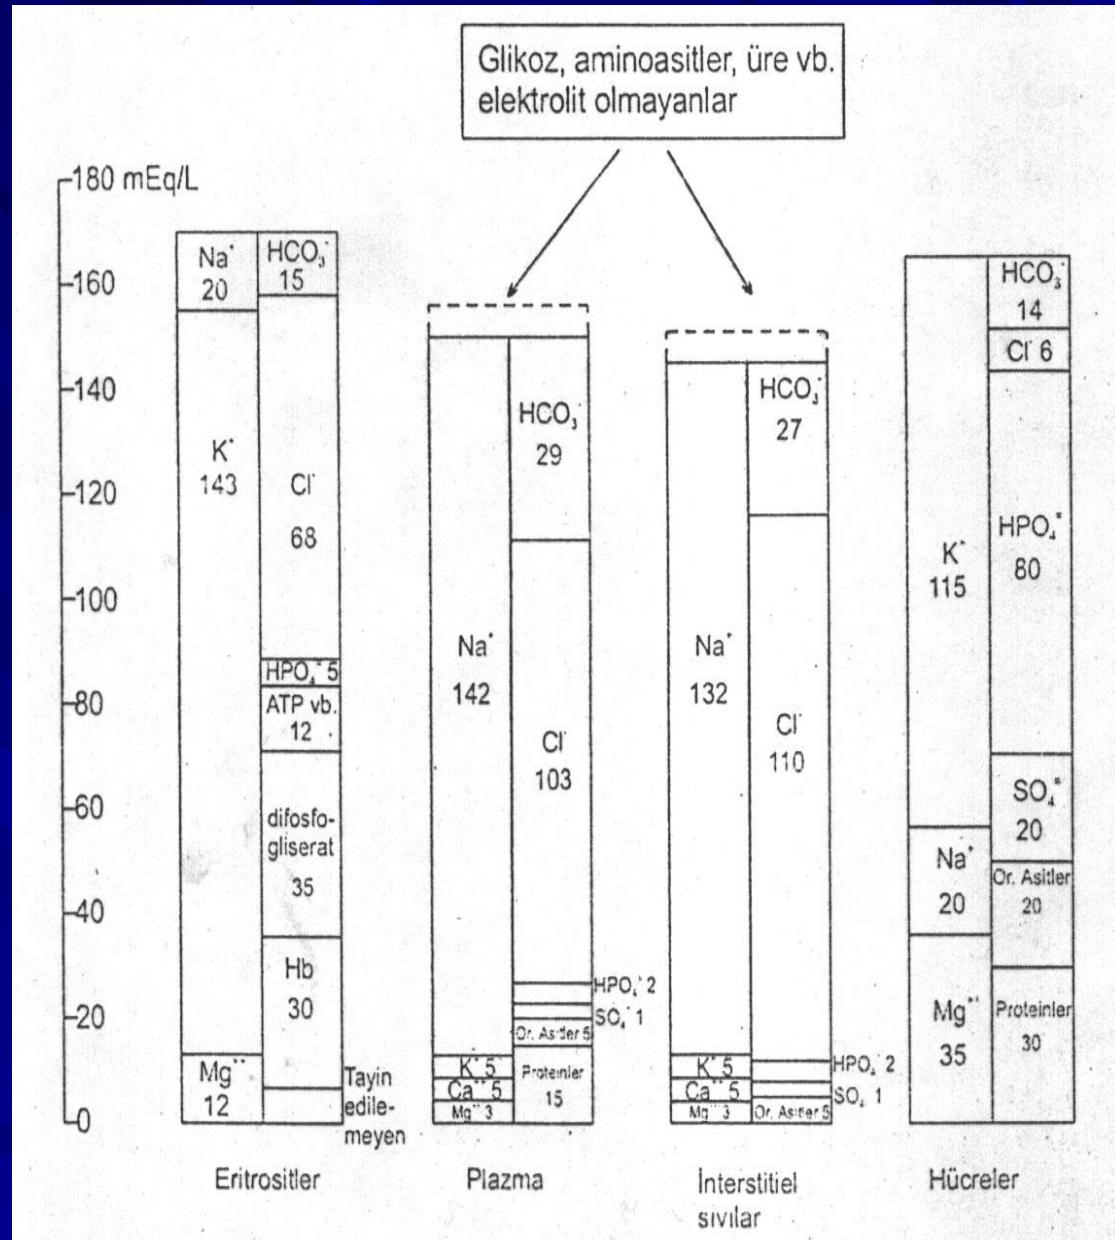 Glikoz, aminoasitler, üre vb.
elektrolit olmayanlar
180 mEq/L
160
140
120
100
80
60
40
20
0
Na⁺
20
K⁺
143
Mg⁺⁺
12
HCO₃⁻
15
Cl⁻
68
HPO₄⁼ 5
ATP vb.
12
difosfo-
gliserat
35
Hb
30
Tayin
edile-
meyen
Eritrositler
Na⁺
142
K⁺ 5
Ca⁺⁺ 5
Mg⁺⁺ 3
HCO₃⁻
29
Cl⁻
103
HPO₄⁼ 2
SO₄⁼ 1
Or. Asitler 5
Proteinler
15
Plazma
Na⁺
132
K⁺ 5
Ca⁺⁺ 5
Mg⁺⁺ 3
HCO₃⁻
27
Cl⁻
110
HPO₄⁼ 2
SO₄⁼ 1
Or. Asitler 5
İnterstitiel
sıvılar
K⁺
115
Na⁺
20
Mg⁺⁺
35
HCO₃⁻
14
Cl⁻ 6
HPO₄⁼
80
SO₄⁼
20
Or. Asitler
20
Proteinler
30
Hücreler